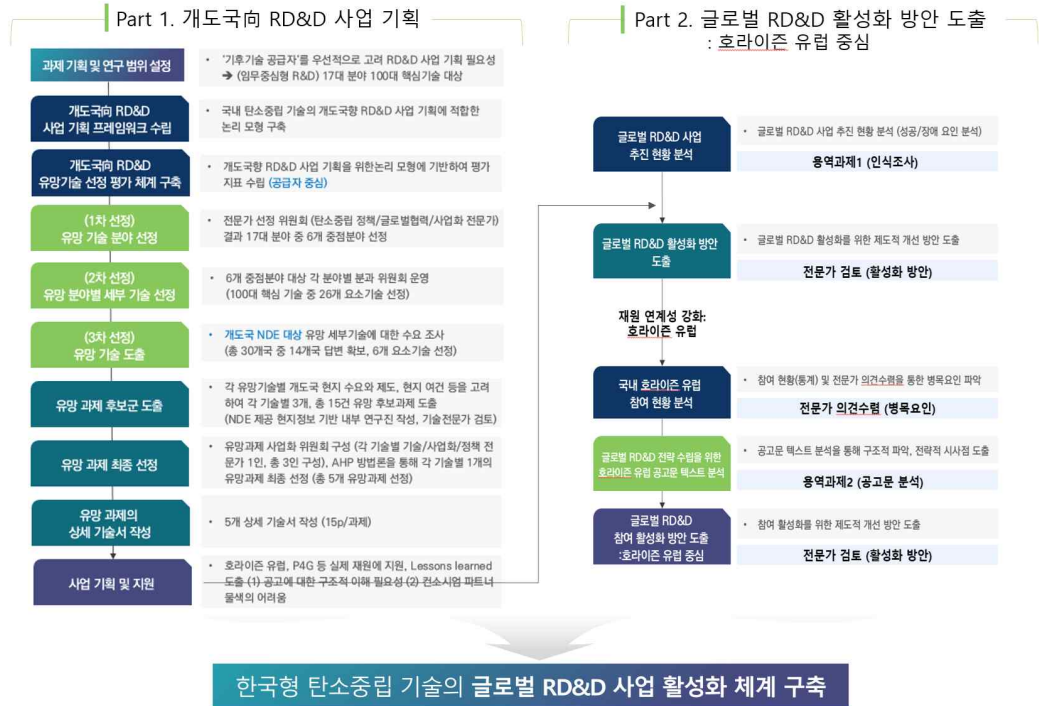 Part 1. 개도국向 RD&D 사업 기획
과제 기획 및 연구 범위 설정
• '기후기술 공급자'를 우선적으로 고려 RD&D 사업 기획 필요성
➔ (임무중심형 R&D) 17대 분야 100대 핵심기술 대상
개도국向 RD&D
사업 기획 프레임워크 수립
• 국내 탄소중립 기술의 개도국향 RD&D 사업 기획에 적합한
논리 모형 구축
개도국向 RD&D
유망기술 선정 평가 체계 구축
• 개도국향 RD&D 사업 기획을 위한논리 모형에 기반하여 평가
지표 수립 (공급자 중심)
(1차 선정)
유망 기술 분야 선정
• 전문가 선정 위원회 (탄소중립 정책/글로벌협력/사업화 전문가)
결과 17대 분야 중 6개 중점분야 선정
(2차 선정)
유망 분야별 세부 기술 선정
• 6개 중점분야 대상 각 분야별 분과 위원회 운영
(100대 핵심 기술 중 26개 요소기술 선정)
(3차 선정)
유망 기술 도출
• 개도국 NDE 대상 유망 세부기술에 대한 수요 조사
(총 30개국 중 14개국 답변 확보, 6개 요소기술 선정)
유망 과제 후보군 도출
• 각 유망기술별 개도국 현지 수요와 제도, 현지 여건 등을 고려
하여 각 기술별 3개, 총 15건 유망 후보과제 도출
(NDE 제공 현지정보 기반 내부 연구진 작성, 기술전문가 검토)
유망 과제 최종 선정
• 유망과제 사업화 위원회 구성 (각 기술별 기술/사업화/정책 전
문가 1인, 총 3인 구성), AHP 방법론을 통해 각 기술별 1개의
유망과제 최종 선정 (총 5개 유망과제 선정)
유망 과제의
상세 기술서 작성
• 5개 상세 기술서 작성 (15p/과제)
사업 기획 및 지원
• 호라이즌 유럽, P4G 등 실제 재원에 지원, Lessons learned
도출 (1) 공고에 대한 구조적 이해 필요성 (2) 컨소시엄 파트너
물색의 어려움
Part 2. 글로벌 RD&D 활성화 방안 도출
: 호라이즌 유럽 중심
글로벌 RD&D 사업
추진 현황 분석
• 글로벌 RD&D 사업 추진 현황 분석 (성공/장애 요인 분석)
용역과제1 (인식조사)
글로벌 RD&D 활성화 방안
도출
• 글로벌 RD&D 활성화를 위한 제도적 개선 방안 도출
전문가 검토 (활성화 방안)
재원 연계성 강화:
호라이즌 유럽
국내 호라이즌 유럽
참여 현황 분석
• 참여 현황(통계) 및 전문가 의견수렴을 통한 병목요인 파악
전문가 의견수렴 (병목요인)
글로벌 RD&D 전략 수립을 위한
호라이즌 유럽 공고문 텍스트 분석
• 공고문 텍스트 분석을 통해 구조적 파악, 전략적 시사점 도출
용역과제2 (공고문 분석)
글로벌 RD&D
참여 활성화 방안 도출
:호라이즌 유럽 중심
• 참여 활성화를 위한 제도적 개선 방안 도출
전문가 검토 (활성화 방안)
한국형 탄소중립 기술의 글로벌 RD&D 사업 활성화 체계 구축